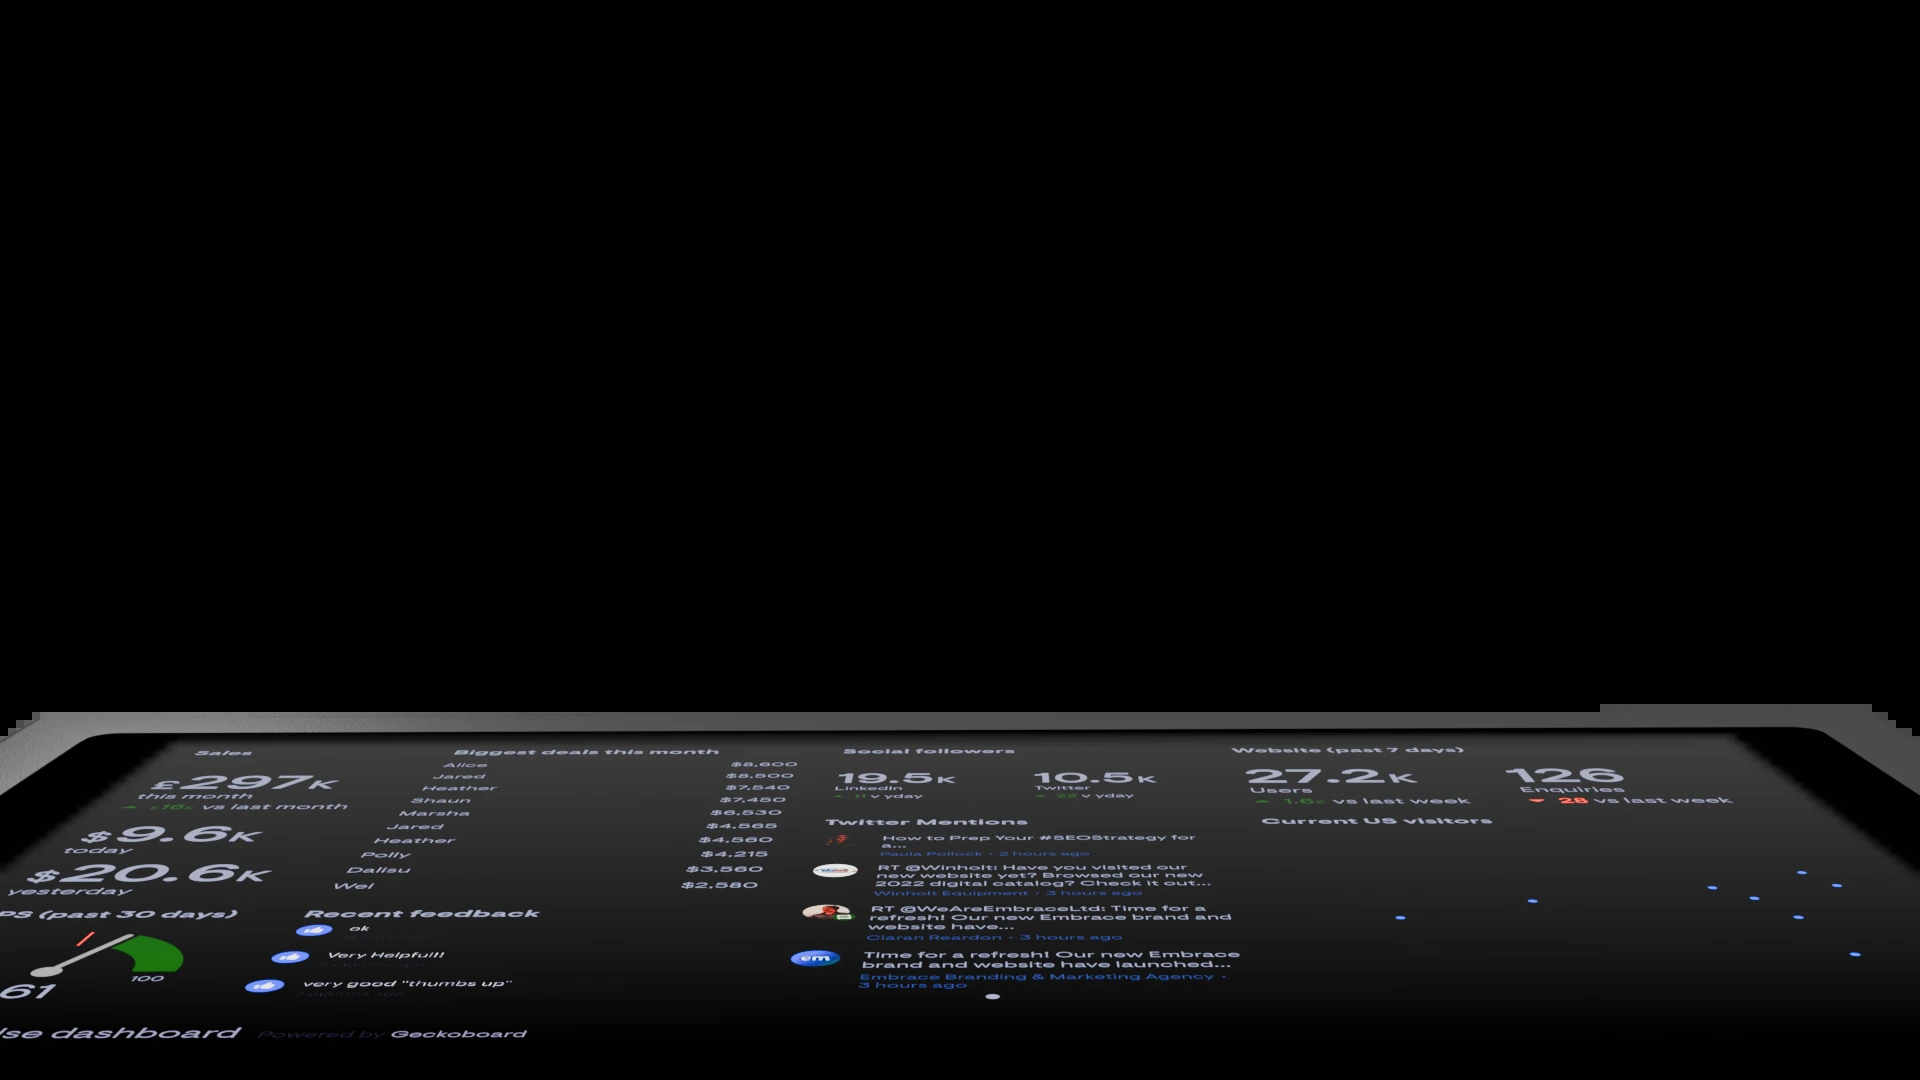 Sales
£297K
this month
£16K vs last month
$9.6K
today
$20.6K
yesterday
PS (past 30 days)
100
61
Biggest deals this month
Alice $8,600
Jared $8,500
Heather $7,540
Shaun $7,450
Marsha $6,530
Jared $4,565
Heather $4,560
Polly $4,215
Dallsu $3,560
Wei $2,580
Recent feedback
ok
Very Helpful!!
very good "thumbs up"
2 months ago
Social followers
19.5K
LinkedIn
11 v yday
10.5K
Twitter
22 v yday
Twitter Mentions
How to Prep Your #SEOStrategy for
a...
Paula Pollock · 2 hours ago
RT @Winholt: Have you visited our
new website yet? Browsed our new
2022 digital catalog? Check it out...
Winholt Equipment · 3 hours ago
RT @WeAreEmbraceLtd: Time for a
refresh! Our new Embrace brand and
website have...
Ciaran Reardon · 3 hours ago
em
Time for a refresh! Our new Embrace
brand and website have launched...
Embrace Branding & Marketing Agency ·
3 hours ago
Website (past 7 days)
27.2K
Users
1.6K vs last week
126
Enquiries
28 vs last week
Current US visitors
lse dashboard Powered by Geckoboard